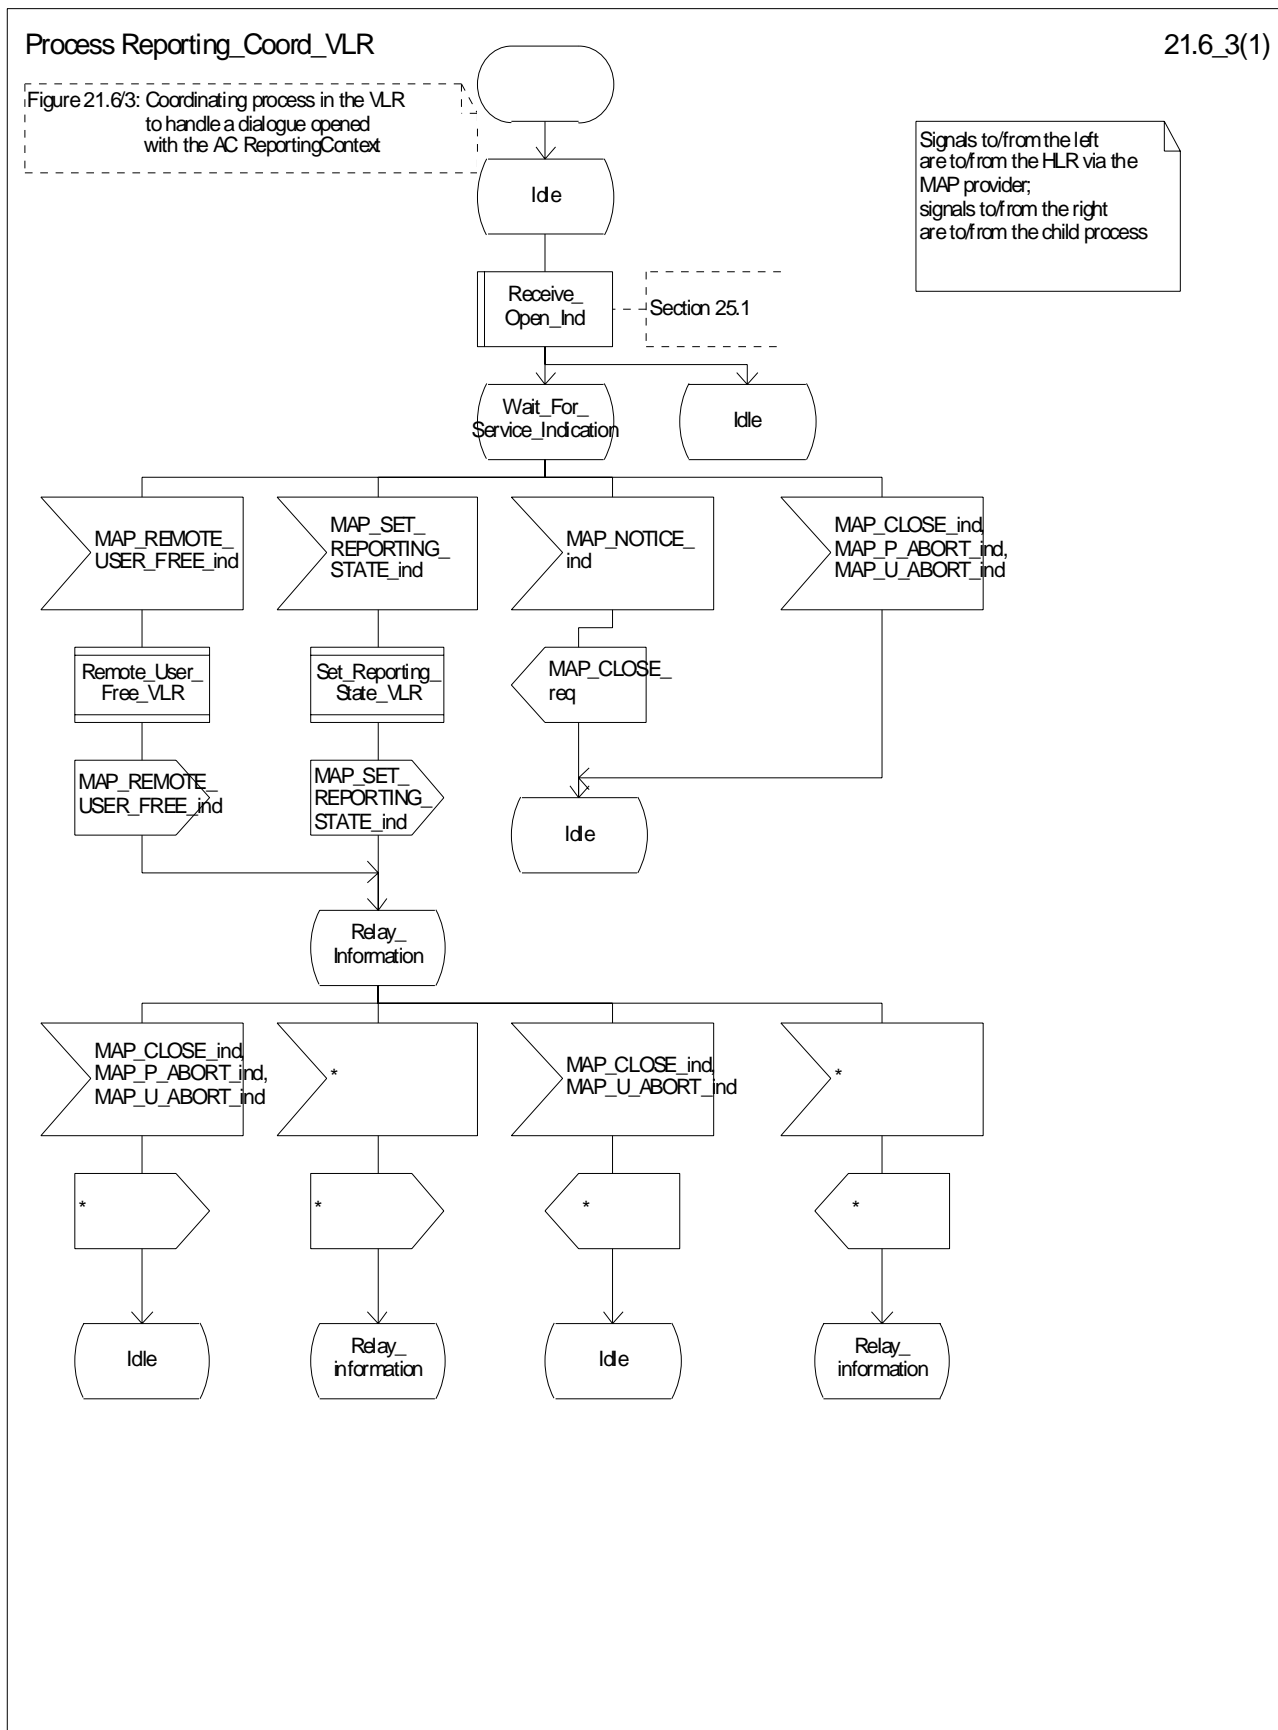 Process Reporting_Coord_VLR
21.6_3(1)
Figure 21.6/3: Coordinating process in the VLR
to handle a dialogue opened
with the AC ReportingContext
Signals to/from the left
are to/from the HLR via the
MAP provider;
signals to/from the right
are to/from the child process
Idle
Receive_
Open_Ind
Section 25.1
Wait_For_
Service_Indication
Idle
MAP_REMOTE_
USER_FREE_ind
MAP_SET_
REPORTING_
STATE_ind
MAP_NOTICE_
ind
MAP_CLOSE_ind,
MAP_P_ABORT_ind,
MAP_U_ABORT_ind
Remote_User_
Free_VLR
Set_Reporting_
State_VLR
MAP_CLOSE_
req
MAP_REMOTE_
USER_FREE_ind
MAP_SET_
REPORTING_
STATE_ind
Idle
Relay_
Information
MAP_CLOSE_ind,
MAP_P_ABORT_ind,
MAP_U_ABORT_ind
*
MAP_CLOSE_ind,
MAP_U_ABORT_ind
*
*
*
*
*
Idle
Relay_
information
Idle
Relay_
information